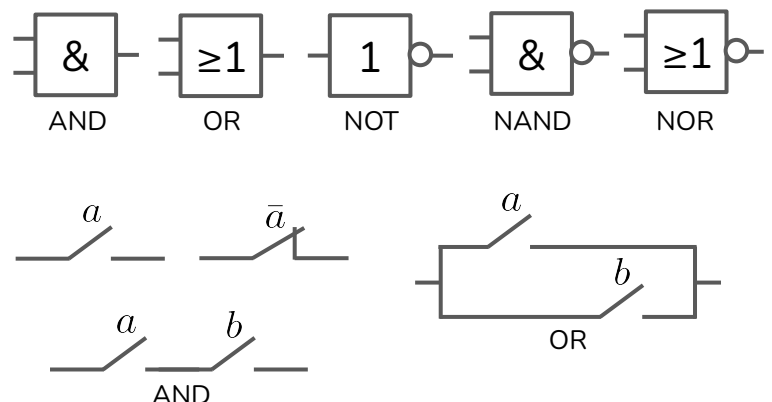 & ≥1 1 & ≥1
AND OR NOT NAND NOR
a ā a
b
a b
OR
AND